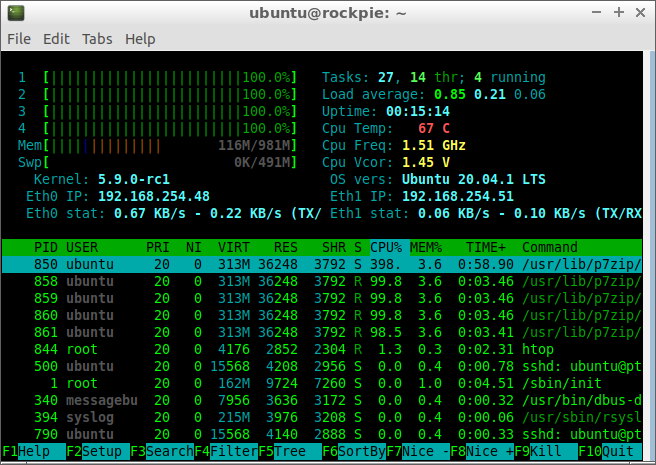 ubuntu@rockpie: ~
File Edit Tabs Help
1 [||||||||||||||||||||||||100.0%] Tasks: 27, 14 thr; 4 running
2 [||||||||||||||||||||||||100.0%] Load average: 0.85 0.21 0.06
3 [||||||||||||||||||||||||100.0%] Uptime: 00:15:14
4 [||||||||||||||||||||||||100.0%] Cpu Temp: 67 C
Mem[|||||||||||||| 116M/981M] Cpu Freq: 1.51 GHz
Swp[ 0K/491M] Cpu Vcor: 1.45 V
Kernel: 5.9.0-rc1 OS vers: Ubuntu 20.04.1 LTS
Eth0 IP: 192.168.254.48 Eth1 IP: 192.168.254.51
Eth0 stat: 0.67 KB/s - 0.22 KB/s (TX/ Eth1 stat: 0.06 KB/s - 0.10 KB/s (TX/RX
PID USER PRI NI VIRT RES SHR S CPU% MEM% TIME+ Command
850 ubuntu 20 0 313M 36248 3792 S 398. 3.6 0:58.90 /usr/lib/p7zip/
858 ubuntu 20 0 313M 36248 3792 R 99.8 3.6 0:03.46 /usr/lib/p7zip/
859 ubuntu 20 0 313M 36248 3792 R 99.8 3.6 0:03.46 /usr/lib/p7zip/
860 ubuntu 20 0 313M 36248 3792 R 99.8 3.6 0:03.46 /usr/lib/p7zip/
861 ubuntu 20 0 313M 36248 3792 R 98.5 3.6 0:03.41 /usr/lib/p7zip/
844 root 20 0 4176 2852 2304 R 1.3 0.3 0:02.31 htop
500 ubuntu 20 0 15568 4208 2956 S 0.0 0.4 0:00.78 sshd: ubuntu@pt
1 root 20 0 162M 9724 7260 S 0.0 1.0 0:04.51 /sbin/init
340 messagebu 20 0 7956 3636 3172 S 0.0 0.4 0:00.32 /usr/bin/dbus-d
394 syslog 20 0 215M 3976 3208 S 0.0 0.4 0:00.06 /usr/sbin/rsysl
790 ubuntu 20 0 15568 4140 2888 S 0.0 0.4 0:00.33 sshd: ubuntu@pt
F1Help F2Setup F3SearchF4FilterF5Tree F6SortByF7Nice -F8Nice +F9Kill F10Quit